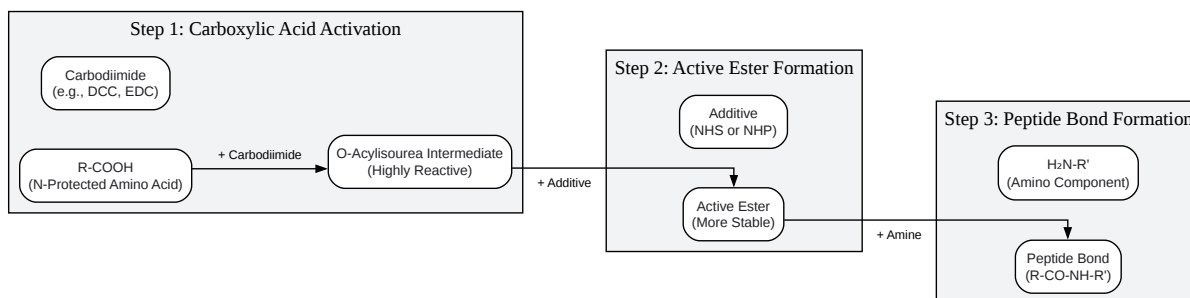 Step 1: Carboxylic Acid Activation
Carbodiimide
(e.g., DCC, EDC)
R-COOH
(N-Protected Amino Acid)
+ Carbodiimide
O-Acylisourea Intermediate
(Highly Reactive)
+ Additive
Step 2: Active Ester Formation
Additive
(NHS or NHP)
Active Ester
(More Stable)
+ Amine
Step 3: Peptide Bond Formation
H₂N-R'
(Amino Component)
Peptide Bond
(R-CO-NH-R')